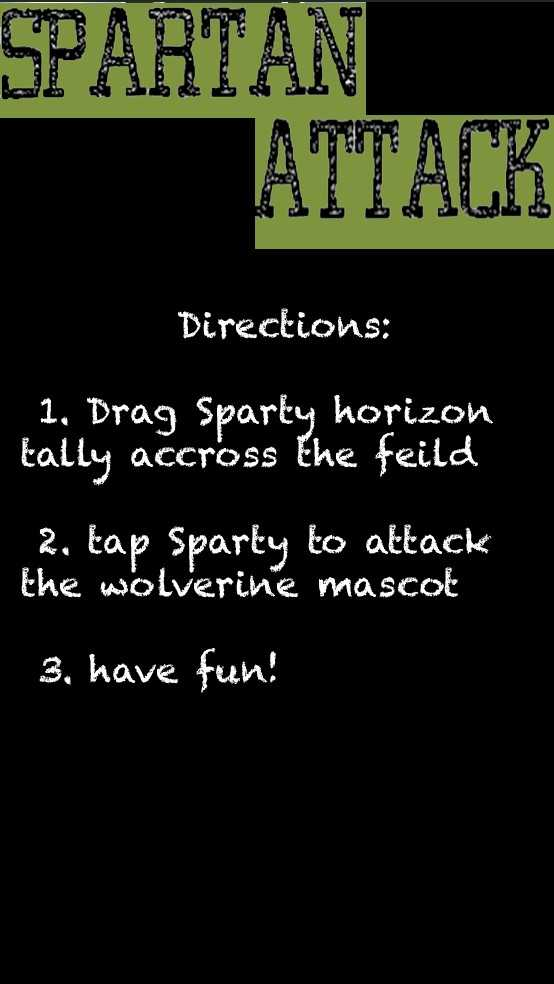 SPARTAN
ATTACK
Directions:
1. Drag Sparty horizon
tally accross the feild
2. tap Sparty to attack
the wolverine mascot
3. have fun!